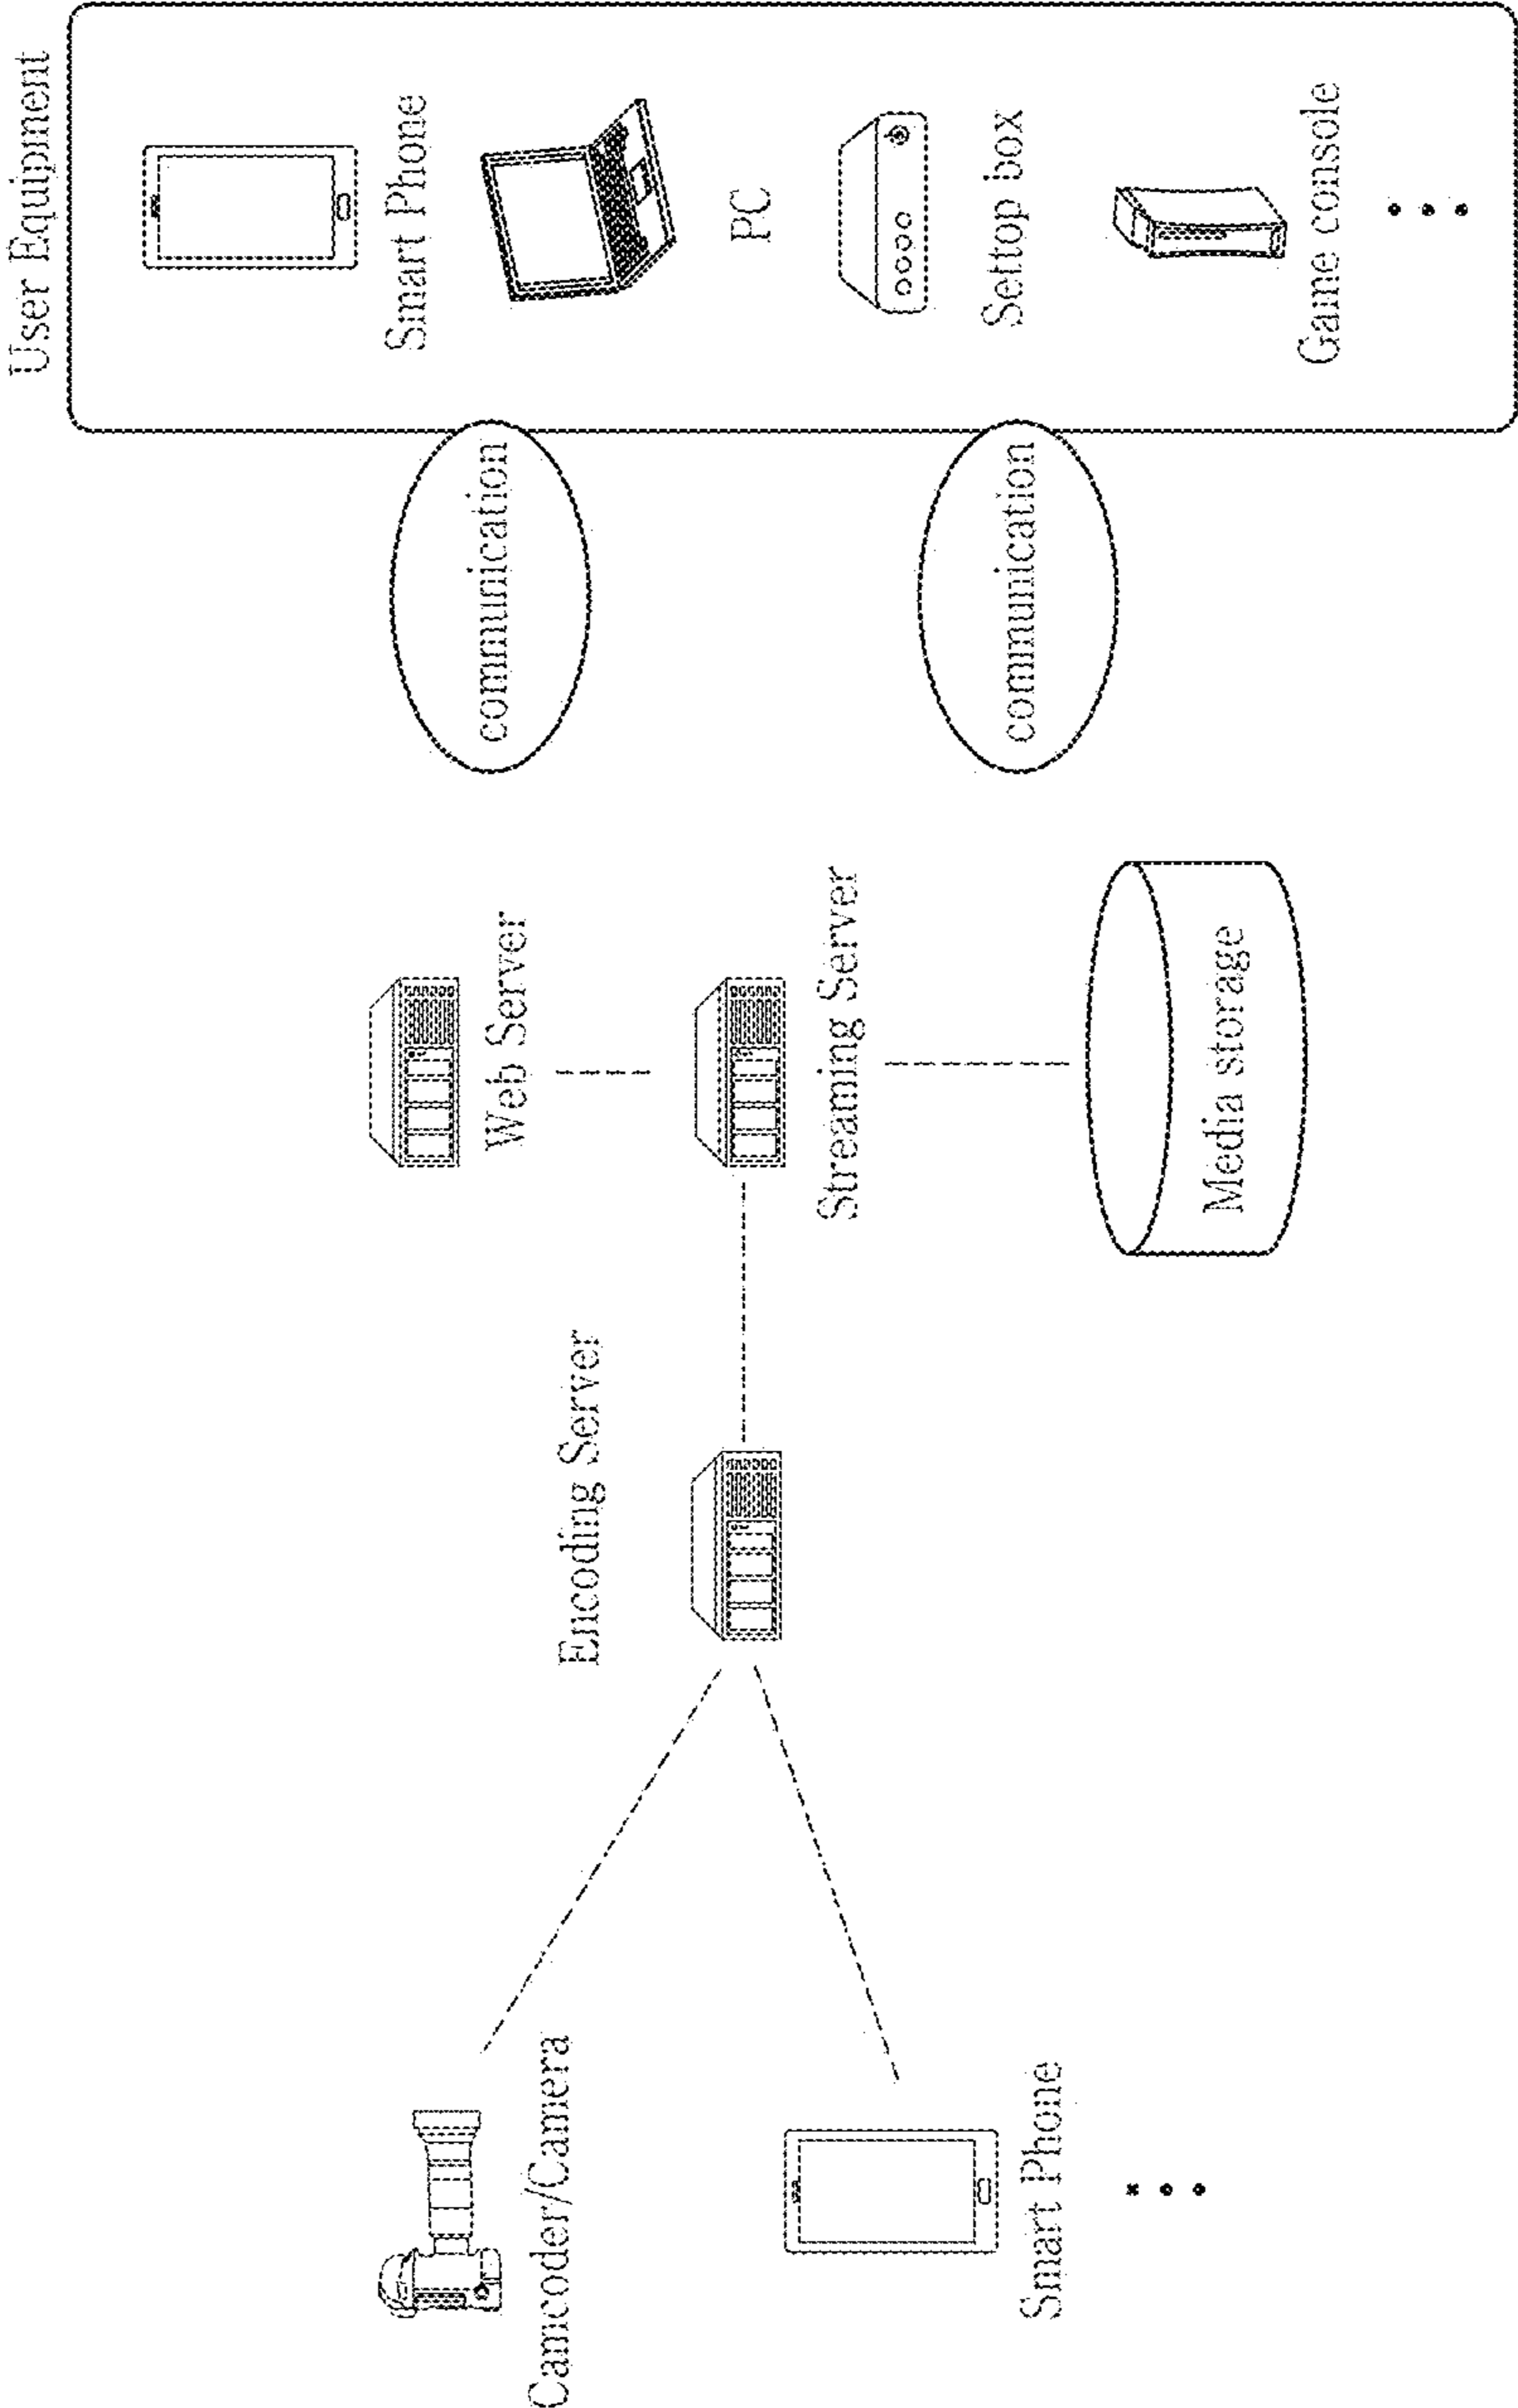 User Equipment
Smart Phone
PC
Settop box
Game console
communication
communication
Web Server
Streaming Server
Media storage
Encoding Server
Camcoder/Camera
Smart Phone